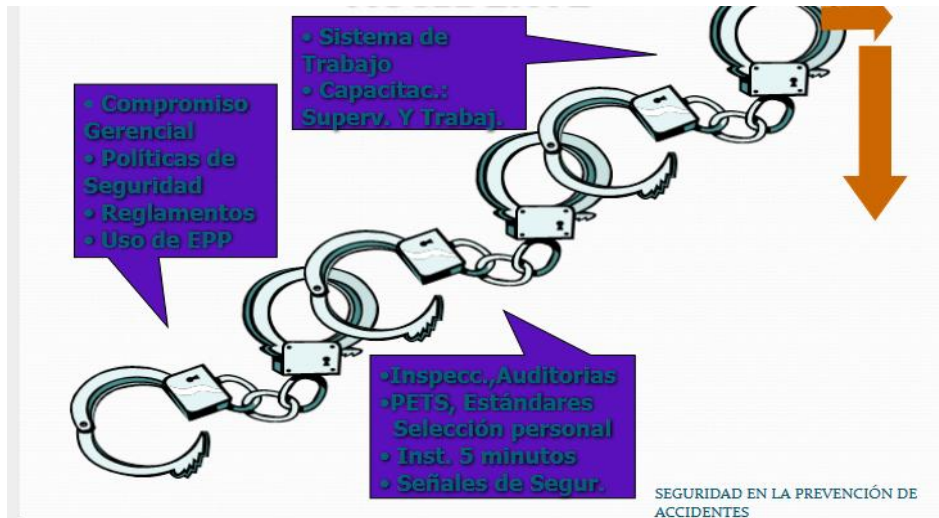 • Sistema de
Trabajo
• Capacitac.:
Superv. Y Trabaj.
• Compromiso
Gerencial
• Políticas de
Seguridad
• Reglamentos
• Uso de EPP
•Inspecc.,Auditorias
•PETS, Estándares
Selección personal
• Inst. 5 minutos
• Señales de Segur.
SEGURIDAD EN LA PREVENCIÓN DE
ACCIDENTES